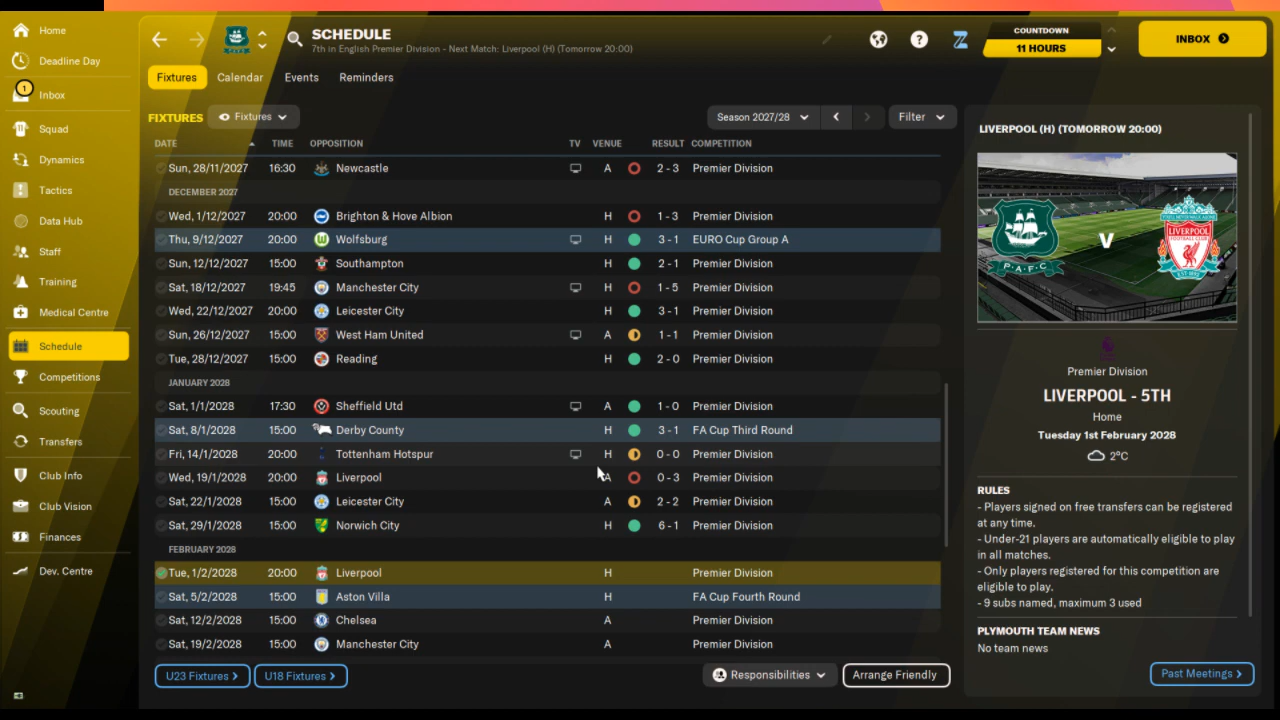 Home
Deadline Day
1
Inbox
Squad
Dynamics
Tactics
Data Hub
Staff
Training
Medical Centre
Schedule
Competitions
Scouting
Transfers
Club Info
Club Vision
Finances
Dev. Centre
SCHEDULE
7th in English Premier Division - Next Match: Liverpool (H) (Tomorrow 20:00)
COUNTDOWN
11 HOURS
INBOX
Fixtures Calendar Events Reminders
FIXTURES Fixtures Season 2027/28 Filter
DATE TIME OPPOSITION TV VENUE RESULT COMPETITION
Sun, 28/11/2027 16:30 Newcastle A 2 - 3 Premier Division
DECEMBER 2027
Wed, 1/12/2027 20:00 Brighton & Hove Albion H 1 - 3 Premier Division
Thu, 9/12/2027 20:00 Wolfsburg H 3 - 1 EURO Cup Group A
Sun, 12/12/2027 15:00 Southampton H 2 - 1 Premier Division
Sat, 18/12/2027 19:45 Manchester City H 1 - 5 Premier Division
Wed, 22/12/2027 20:00 Leicester City H 3 - 1 Premier Division
Sun, 26/12/2027 15:00 West Ham United A 1 - 1 Premier Division
Tue, 28/12/2027 15:00 Reading H 2 - 0 Premier Division
JANUARY 2028
Sat, 1/1/2028 17:30 Sheffield Utd A 1 - 0 Premier Division
Sat, 8/1/2028 15:00 Derby County H 3 - 1 FA Cup Third Round
Fri, 14/1/2028 20:00 Tottenham Hotspur H 0 - 0 Premier Division
Wed, 19/1/2028 20:00 Liverpool A 0 - 3 Premier Division
Sat, 22/1/2028 15:00 Leicester City A 2 - 2 Premier Division
Sat, 29/1/2028 15:00 Norwich City H 6 - 1 Premier Division
FEBRUARY 2028
Tue, 1/2/2028 20:00 Liverpool H Premier Division
Sat, 5/2/2028 15:00 Aston Villa H FA Cup Fourth Round
Sat, 12/2/2028 15:00 Chelsea A Premier Division
Sat, 19/2/2028 15:00 Manchester City A Premier Division
U23 Fixtures > U18 Fixtures > Responsibilities Arrange Friendly
LIVERPOOL (H) (TOMORROW 20:00)
V
P.A.F.C
LIVERPOOL
Premier Division
LIVERPOOL - 5TH
Home
Tuesday 1st February 2028
2°C
RULES
- Players signed on free transfers can be registered
at any time.
- Under-21 players are automatically eligible to play
in all matches.
- Only players registered for this competition are
eligible to play.
- 9 subs named, maximum 3 used
PLYMOUTH TEAM NEWS
No team news
Past Meetings >